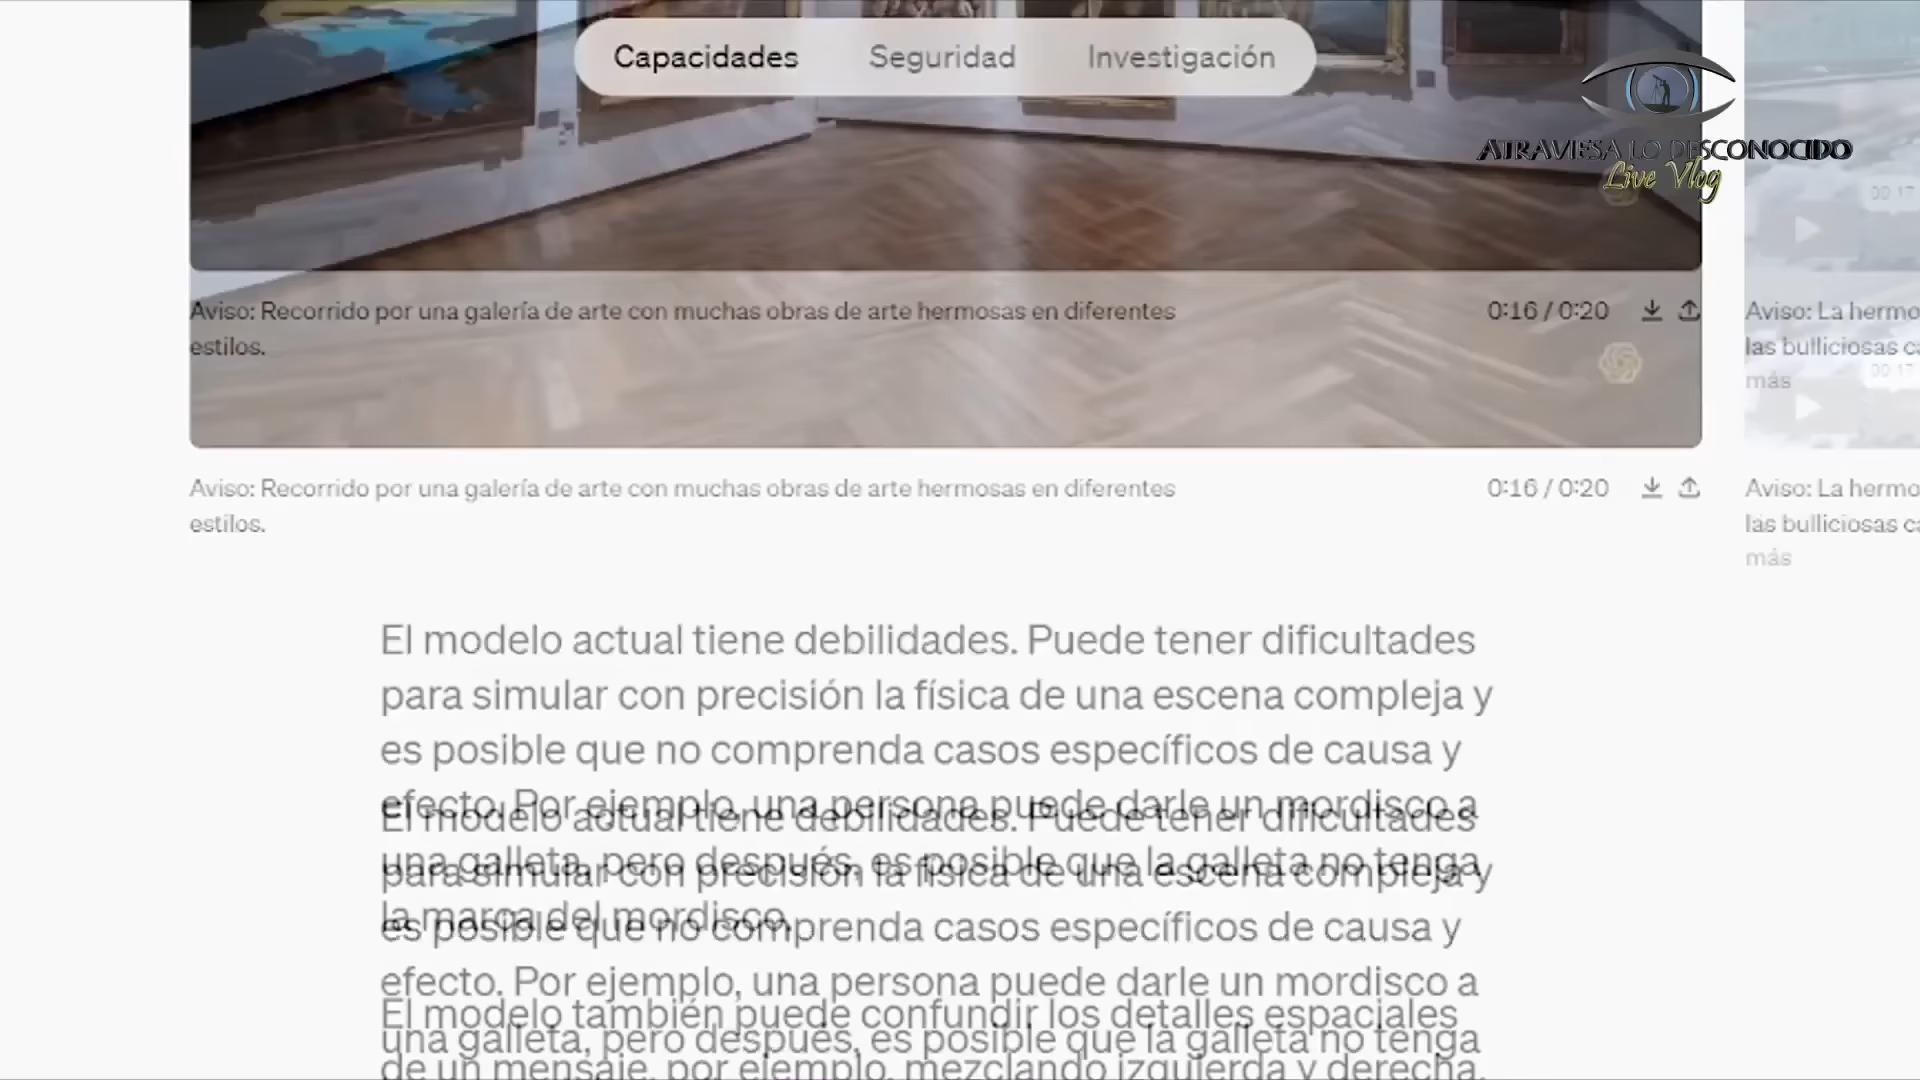 Capacidades Seguridad Investigación
ATRAVIESA LO DESCONOCIDO
Live Vlog
00:17
Aviso: Recorrido por una galería de arte con muchas obras de arte hermosas en diferentes
estilos.
0:16 / 0:20
Aviso: La hermo
las bulliciosas ca
más
00:17
Aviso: Recorrido por una galería de arte con muchas obras de arte hermosas en diferentes
estilos.
0:16 / 0:20
Aviso: La hermo
las bulliciosas ca
más
El modelo actual tiene debilidades. Puede tener dificultades
para simular con precisión la física de una escena compleja y
es posible que no comprenda casos específicos de causa y
efecto. Por ejemplo, una persona puede darle un mordisco a
una galleta, pero después, es posible que la galleta no tenga
la marca del mordisco.
El modelo actual tiene debilidades. Puede tener dificultades
para simular con precisión la física de una escena compleja y
es posible que no comprenda casos específicos de causa y
efecto. Por ejemplo, una persona puede darle un mordisco a
El modelo también puede confundir los detalles espaciales
una galleta, pero después, es posible que la galleta no tenga
de un mensaje, por ejemplo, mezclando izquierda y derecha,